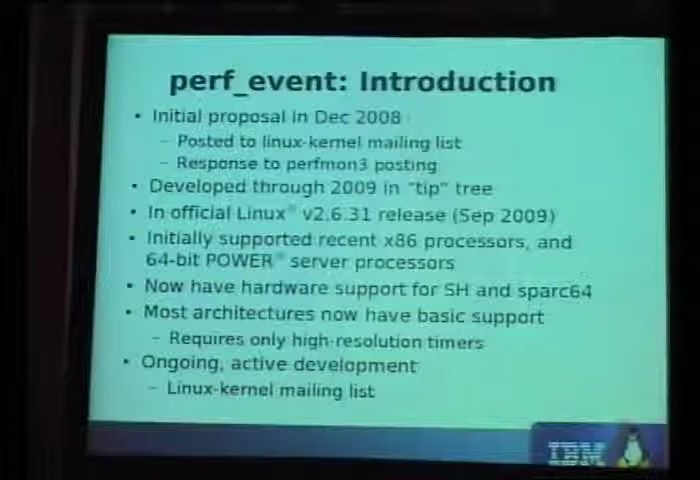 perf_event: Introduction
• Initial proposal in Dec 2008
– Posted to linux-kernel mailing list
– Response to perfmon3 posting
• Developed through 2009 in "tip" tree
• In official Linux® v2.6.31 release (Sep 2009)
• Initially supported recent x86 processors, and
64-bit POWER® server processors
• Now have hardware support for SH and sparc64
• Most architectures now have basic support
– Requires only high-resolution timers
• Ongoing, active development
– Linux-kernel mailing list
IBM